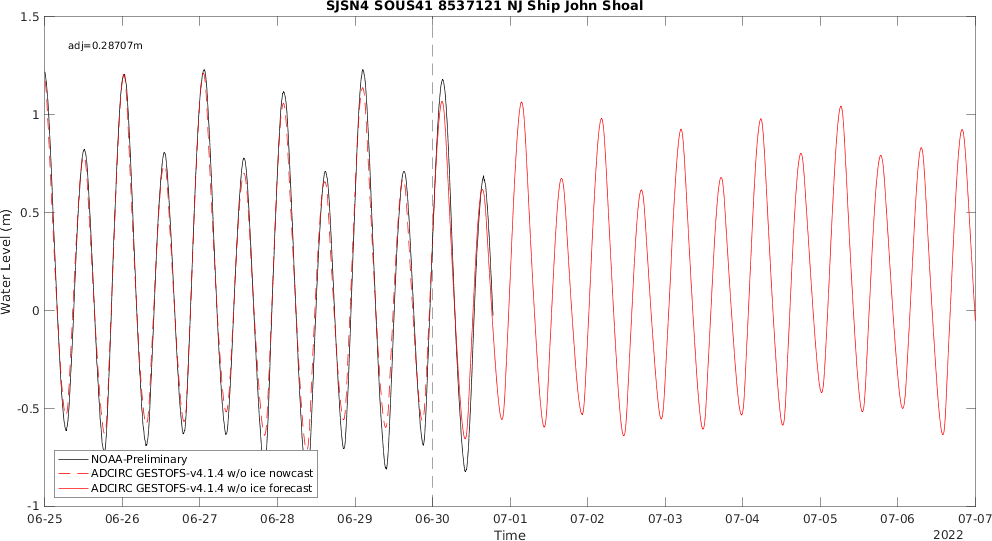 SJSN4 SOUS41 8537121 NJ Ship John Shoal
1.5
adj=0.28707m
1
0.5
0
-0.5
-1
Water Level (m)
NOAA-Preliminary
ADCIRC GESTOFS-v4.1.4 w/o ice nowcast
ADCIRC GESTOFS-v4.1.4 w/o ice forecast
06-25 06-26 06-27 06-28 06-29 06-30 07-01 07-02 07-03 07-04 07-05 07-06 07-07
Time
2022